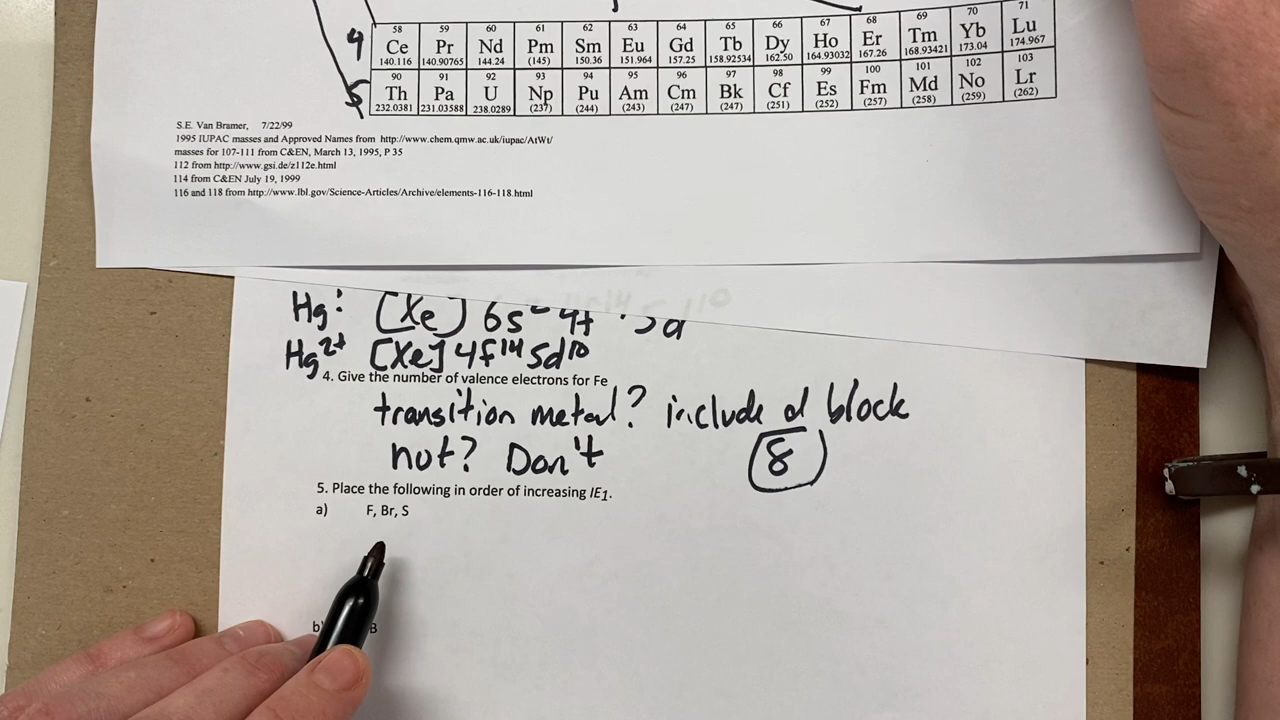 4
58 59 60 61 62 63 64 65 66 67 68 69 70 71
Ce Pr Nd Pm Sm Eu Gd Tb Dy Ho Er Tm Yb Lu
140.116 140.90765 144.24 (145) 150.36 151.964 157.25 158.92534 162.50 164.93032 167.26 168.93421 173.04 174.967
5
90 91 92 93 94 95 96 97 98 99 100 101 102 103
Th Pa U Np Pu Am Cm Bk Cf Es Fm Md No Lr
232.0381 231.03588 238.0289 (237) (244) (243) (247) (247) (251) (252) (257) (258) (259) (262)
S.E. Van Bramer, 7/22/99
1995 IUPAC masses and Approved Names from http://www.chem.qmw.ac.uk/iupac/AtWt/
masses for 107-111 from C&EN, March 13, 1995, P 35
112 from http://www.gsi.de/z112e.html
114 from C&EN July 19, 1999
116 and 118 from http://www.lbl.gov/Science-Articles/Archive/elements-116-118.html
Hg: [Xe] 6s² 4f 5d
Hg²⁺ [Xe] 4f¹⁴ 5d¹⁰
4. Give the number of valence electrons for Fe
transition metal? include d block
not? Don't 8
5. Place the following in order of increasing IE1.
a) F, Br, S
b) B